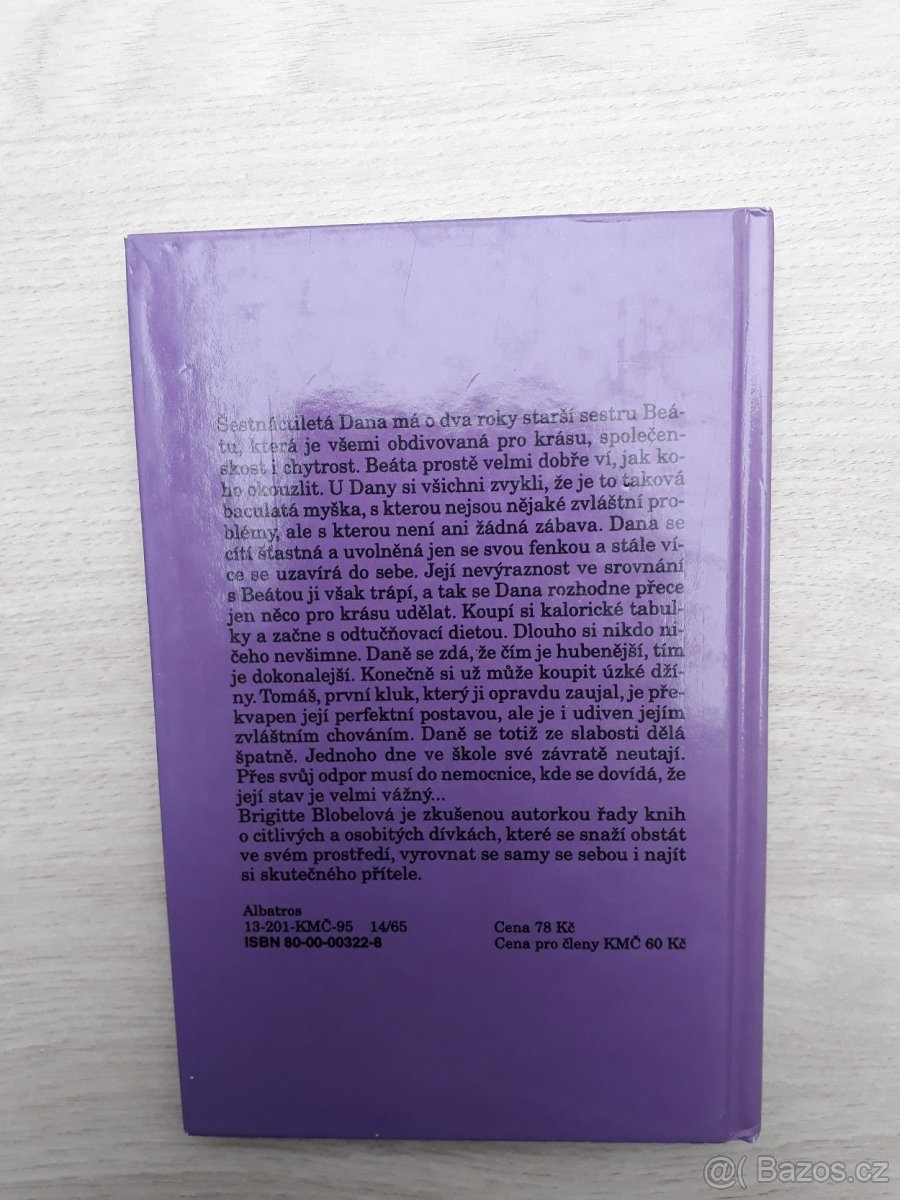 Šestnáctiletá Dana má o dva roky starší sestru Beá-
tu, která je všemi obdivovaná pro krásu, společen-
skost i chytrost. Beáta prostě velmi dobře ví, jak ko-
ho okouzlit. U Dany si všichni zvykli, že je to taková
baculatá myška, s kterou nejsou nějaké zvláštní pro-
blémy, ale s kterou není ani žádná zábava. Dana se
cítí šťastná a uvolněná jen se svou fenkou a stále ví-
ce se uzavírá do sebe. Její nevýraznost ve srovnání
s Beátou ji však trápí, a tak se Dana rozhodne přece
jen něco pro krásu udělat. Koupí si kalorické tabul-
ky a začne s odtučňovací dietou. Dlouho si nikdo ni-
čeho nevšimne. Daně se zdá, že čím je hubenější, tím
je dokonalejší. Konečně si už může koupit úzké dží-
ny. Tomáš, první kluk, který ji opravdu zaujal, je pře-
kvapen její perfektní postavou, ale je i udiven jejím
zvláštním chováním. Daně se totiž ze slabosti dělá
špatně. Jednoho dne ve škole své závratě neutají.
Přes svůj odpor musí do nemocnice, kde se dovídá, že
její stav je velmi vážný...
Brigitte Blobelová je zkušenou autorkou řady knih
o citlivých a osobitých dívkách, které se snaží obstát
ve svém prostředí, vyrovnat se samy se sebou i najít
si skutečného přítele.
Albatros
13-201-KMČ-95 14/65 Cena 78 Kč
ISBN 80-00-00322-8 Cena pro členy KMČ 60 Kč
@( Bazos.cz